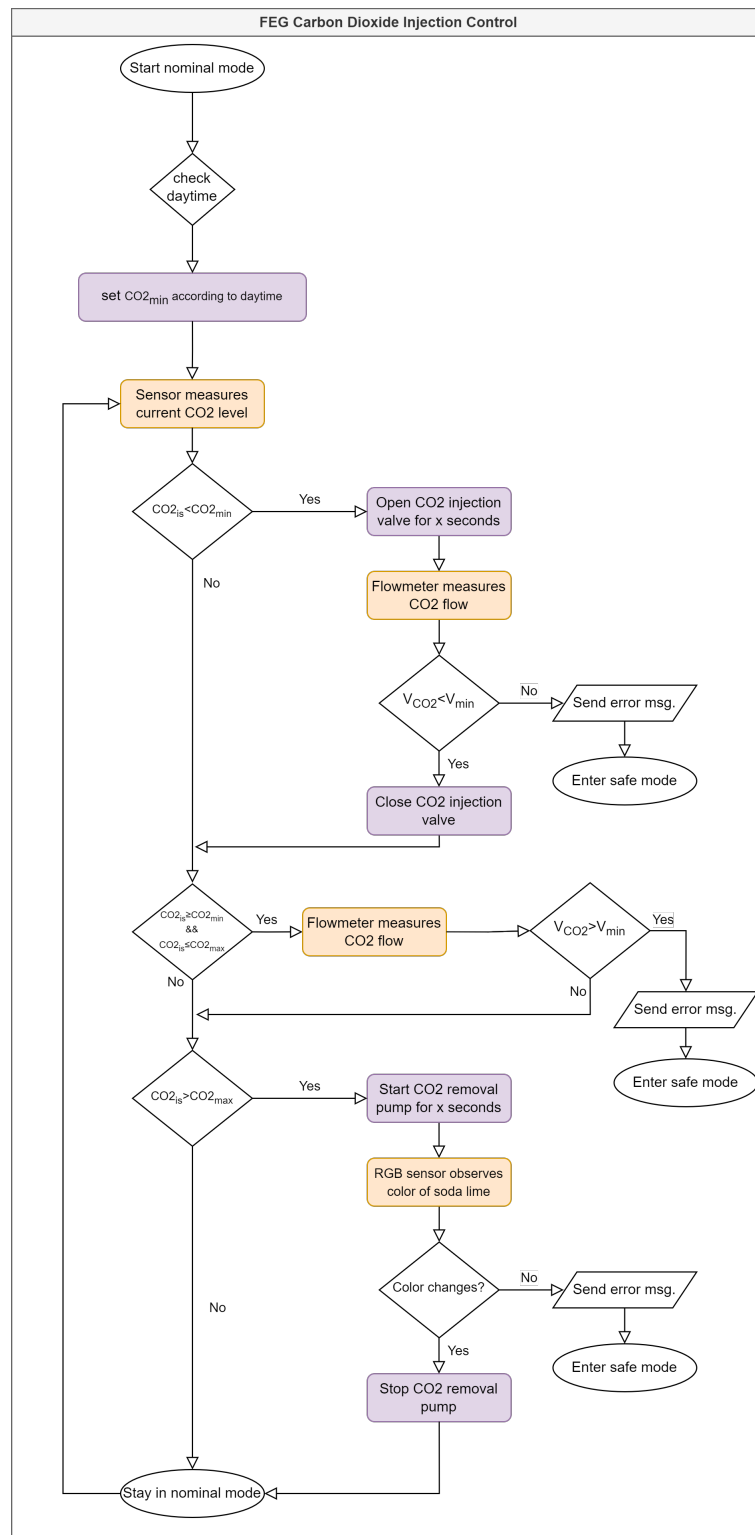 FEG Carbon Dioxide Injection Control
Start nominal mode
check
daytime
set CO2min according to daytime
Sensor measures
current CO2 level
CO2is<CO2min
Yes
Open CO2 injection
valve for x seconds
No
Flowmeter measures
CO2 flow
VCO2<Vmin
No
Send error msg.
Yes
Enter safe mode
Close CO2 injection
valve
CO2is≥CO2min
&&
CO2is≤CO2max
Yes
Flowmeter measures
CO2 flow
VCO2>Vmin
Yes
No
No
Send error msg.
Enter safe mode
CO2is>CO2max
Yes
Start CO2 removal
pump for x seconds
RGB sensor observes
color of soda lime
Color changes?
No
Send error msg.
No
Yes
Enter safe mode
Stop CO2 removal
pump
Stay in nominal mode